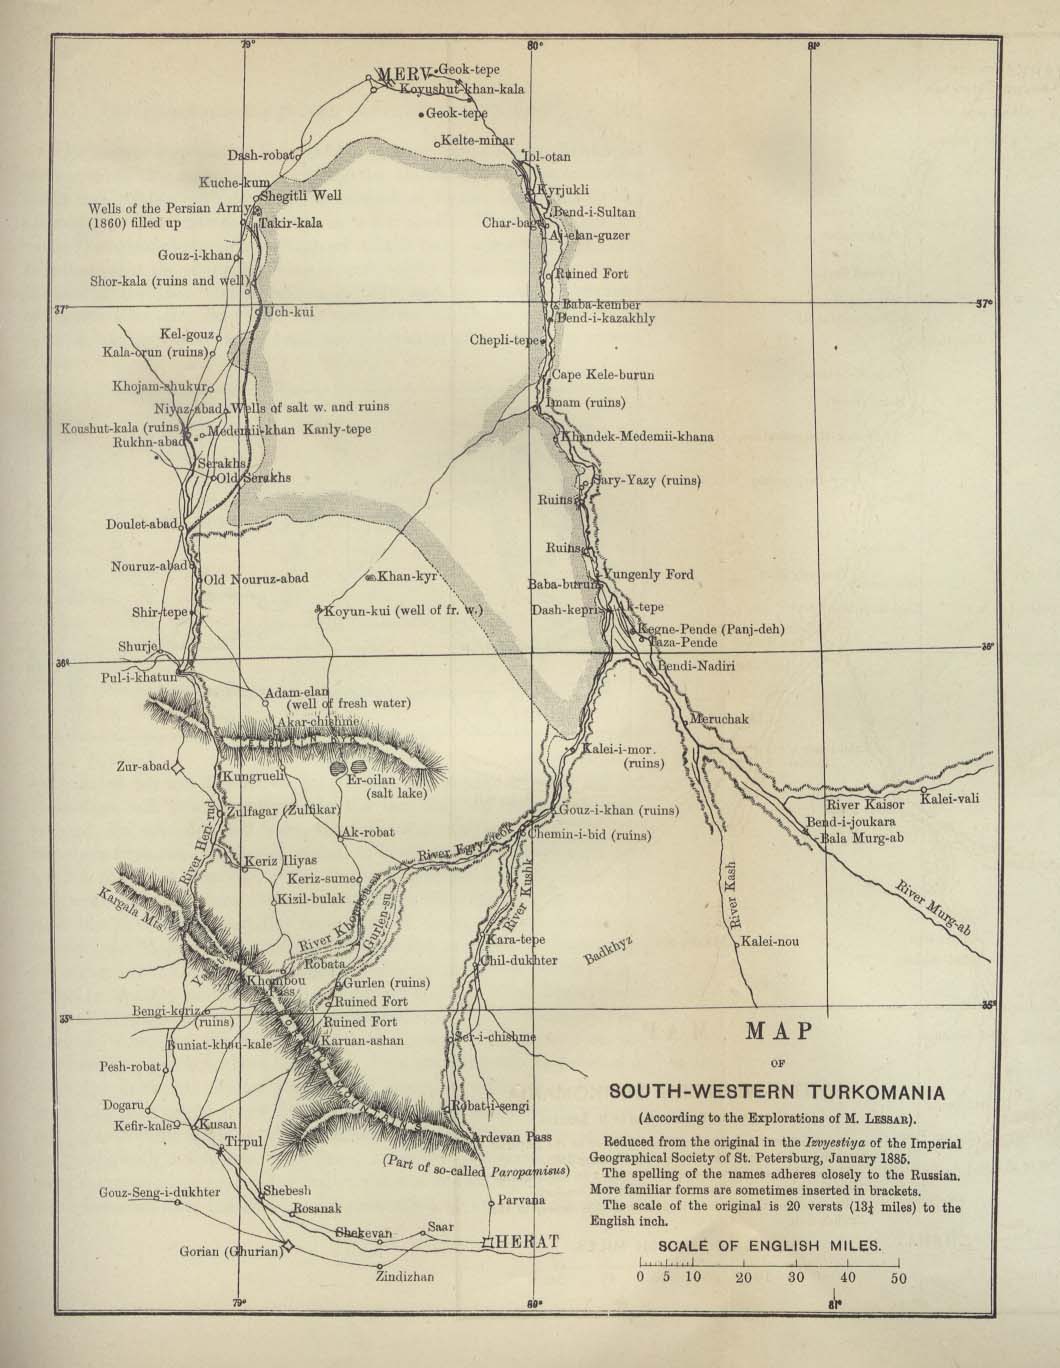 79° 80° 81°
MERV Geok-tepe
Koyushut-khan-kala
Geok-tepe
Kelte-minar
Dash-robat
Iol-otan
Kuche-kum
Shegitli Well
Kyrjukli
Wells of the Persian Army
(1860) filled up
Takir-kala
Bend-i-Sultan
Char-bagh
Aj-elan-guzer
Gouz-i-khan
Shor-kala (ruins and well)
Ruined Fort
37° 37°
Uch-kui
Baba-kember
Bend-i-kazakhly
Kel-gouz
Chepli-tepe
Kala-orun (ruins)
Khojam-shukur
Cape Kele-burun
Niyaz-abad Wells of salt w. and ruins
Imam (ruins)
Koushut-kala (ruins)
Medemii-khan Kanly-tepe
Rukhn-abad
Khandek-Medemii-khana
Serakhs
Old Serakhs
Sary-Yazy (ruins)
Ruins
Doulet-abad
Ruins
Nouruz-abad
Old Nouruz-abad
Khan-kyr
Yungenly Ford
Baba-burun
Shir-tepe
Koyun-kui (well of fr. w.)
Dash-kepri
Ak-tepe
Kegne-Pende (Panj-deh)
Taza-Pende
Shurje
36° 36°
Pul-i-khatun
Bendi-Nadiri
Adam-elan
(well of fresh water)
Akar-chishme
Meruchak
ELBIRIN KYR
Kalei-i-mor.
(ruins)
Zur-abad
Kungrueli
Er-oilan
(salt lake)
Zulfagar (Zulfikar)
River Heri-rud
Gouz-i-khan (ruins)
River Kaisor
Kalei-vali
Ak-robat
Chemin-i-bid (ruins)
Bend-i-joukara
Bala Murg-ab
Keriz Iliyas
Keriz-sume
Kizil-bulak
Kargala Mts.
Gurlen-su
River Kushk
River Kash
River Murg-ab
Kara-tepe
Badkhyz
Kalei-nou
Robata
Chil-dukhter
Khombou
Pass
Gurlen (ruins)
Bengi-keriz
(ruins)
Ruined Fort
35° 35°
Ruined Fort
Karuan-ashan
Ser-i-chishme
Pesh-robat
MOUNTAINS
Dogaru
Robat-i-sengi
Kefir-kale
Kusan
Tirpul
Ardevan Pass
(Part of so-called Paropamisus)
Gouz-Seng-i-dukhter
Shebesh
Rosanak
Parvana
Shekevan
Saar
Gorian (Ghurian)
HERAT
Zindizhan
MAP
OF
SOUTH-WESTERN TURKOMANIA
(According to the Explorations of M. LESSAR).
Reduced from the original in the Izvyestiya of the Imperial
Geographical Society of St. Petersburg, January 1885.
The spelling of the names adheres closely to the Russian.
More familiar forms are sometimes inserted in brackets.
The scale of the original is 20 versts (13¼ miles) to the
English inch.
SCALE OF ENGLISH MILES.
0 5 10 20 30 40 50
79° 81°